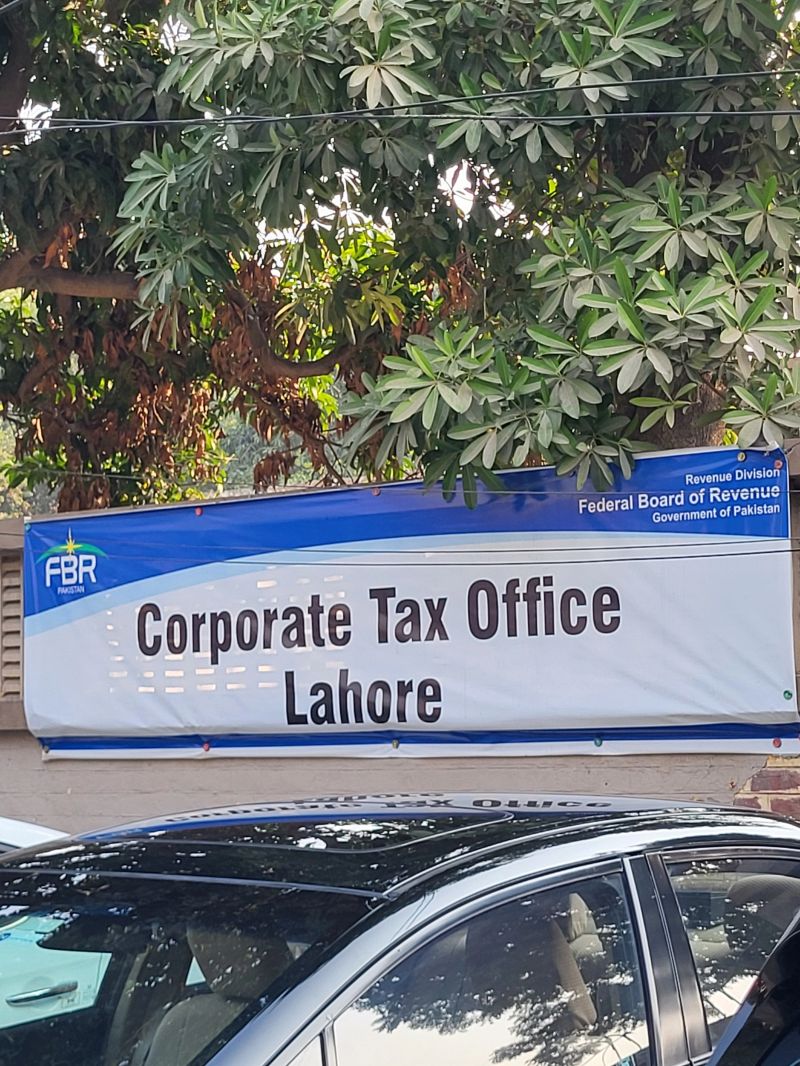 Revenue Division
Federal Board of Revenue
Government of Pakistan
FBR
PAKISTAN
Corporate Tax Office
Lahore